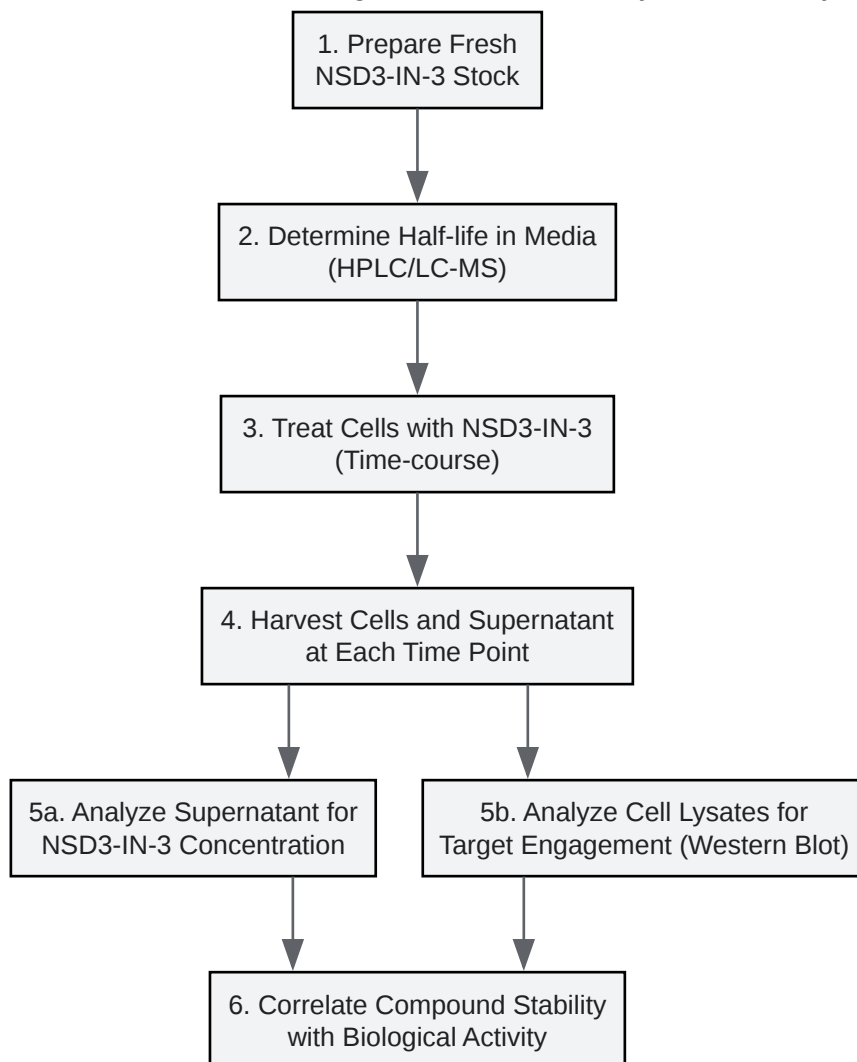 1. Prepare Fresh
NSD3-IN-3 Stock
2. Determine Half-life in Media
(HPLC/LC-MS)
3. Treat Cells with NSD3-IN-3
(Time-course)
4. Harvest Cells and Supernatant
at Each Time Point
5a. Analyze Supernatant for
NSD3-IN-3 Concentration
5b. Analyze Cell Lysates for
Target Engagement (Western Blot)
6. Correlate Compound Stability
with Biological Activity